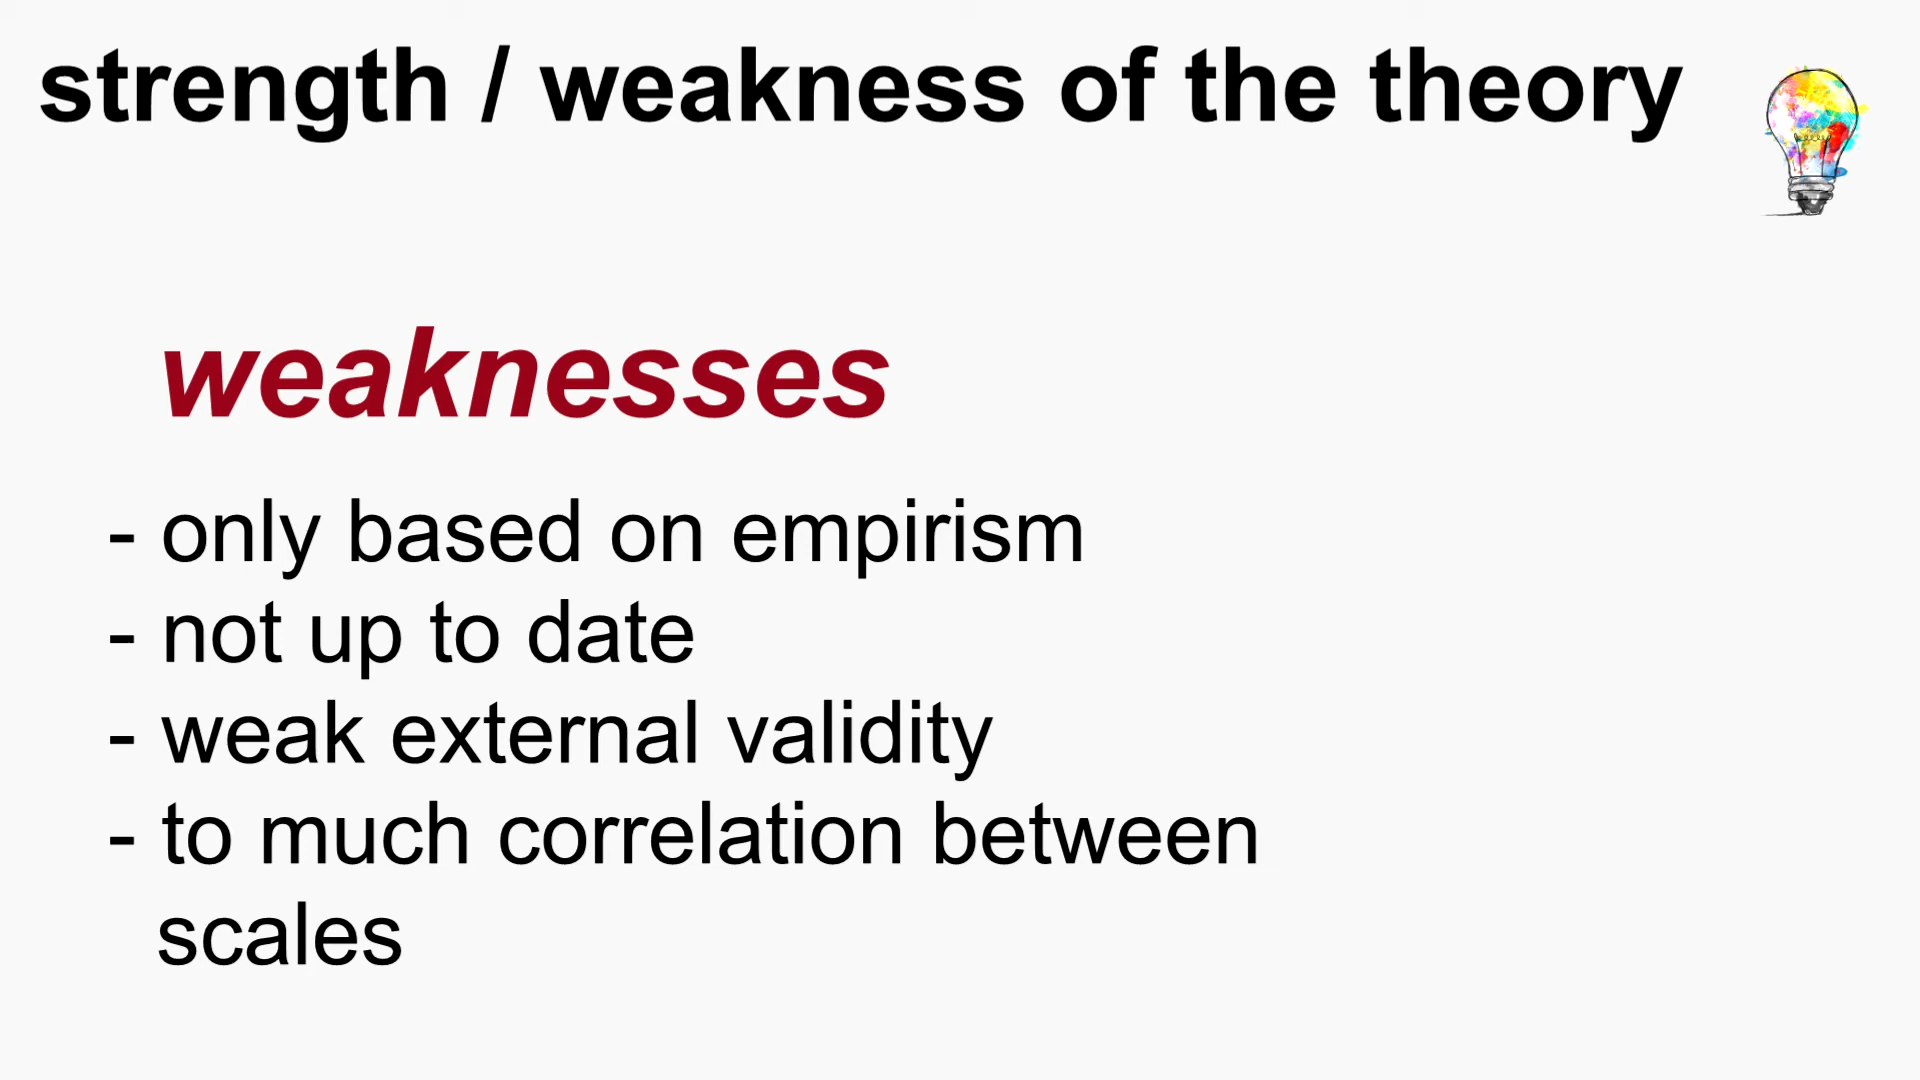 strength / weakness of the theory
weaknesses
- only based on empirism
- not up to date
- weak external validity
- to much correlation between
scales